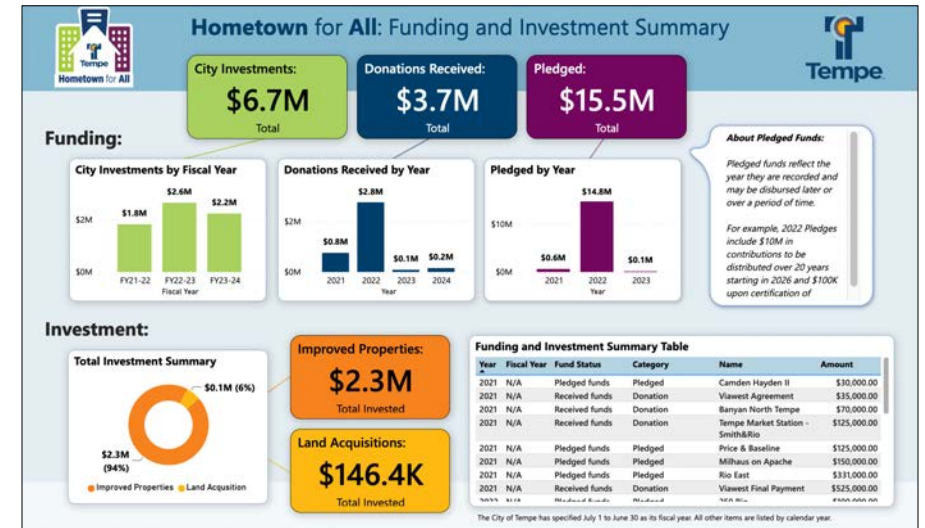 Hometown for All: Funding and Investment Summary
Tempe
Hometown for All
Tempe
City Investments:
$6.7M
Total
Donations Received:
$3.7M
Total
Pledged:
$15.5M
Total
Funding:
City Investments by Fiscal Year
$2M
$0M
$1.8M
$2.6M
$2.2M
FY21-22 FY22-23 FY23-24
Fiscal Year
Donations Received by Year
$2M
$0M
$0.8M
$2.8M
$0.1M
$0.2M
2021 2022 2023 2024
Year
Pledged by Year
$10M
$0M
$0.6M
$14.8M
$0.1M
2021 2022 2023
Year
About Pledged Funds:
Pledged funds reflect the
year they are recorded and
may be disbursed later or
over a period of time.
For example, 2022 Pledges
include $10M in
contributions to be
distributed over 20 years
starting in 2026 and $100K
upon certification of
Investment:
Total Investment Summary
$0.1M (6%)
$2.3M
(94%)
Improved Properties Land Acqusition
Improved Properties:
$2.3M
Total Invested
Land Acquisitions:
$146.4K
Total Invested
Funding and Investment Summary Table
Year Fiscal Year Fund Status Category Name Amount
2021 N/A Pledged funds Pledged Camden Hayden II $30,000.00
2021 N/A Received funds Donation Viawest Agreement $35,000.00
2021 N/A Received funds Donation Banyan North Tempe $70,000.00
2021 N/A Received funds Donation Tempe Market Station - $125,000.00
Smith&Rio
2021 N/A Pledged funds Pledged Price & Baseline $125,000.00
2021 N/A Pledged funds Pledged Milhaus on Apache $150,000.00
2021 N/A Pledged funds Pledged Rio East $331,000.00
2021 N/A Received funds Donation Viawest Final Payment $525,000.00
The City of Tempe has specified July 1 to June 30 as its fiscal year. All other items are listed by calendar year.